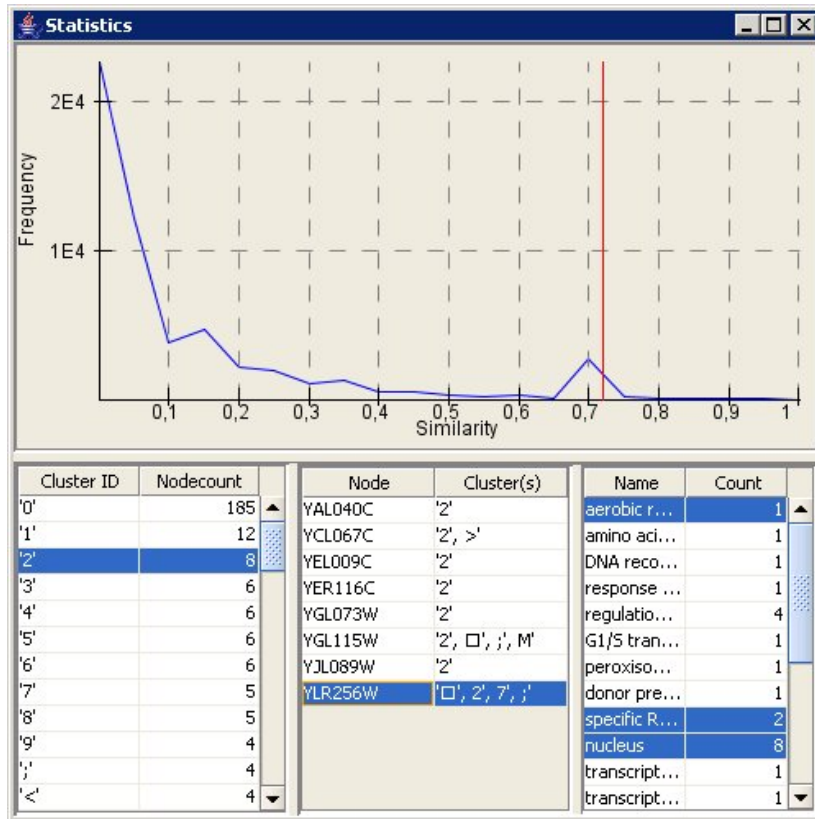 Statistics
2E4
1E4
Frequency
0,1 0,2 0,3 0,4 0,5 0,6 0,7 0,8 0,9 1
Similarity
Cluster ID Nodecount
'0' 185
'1' 12
'2' 8
'3' 6
'4' 6
'5' 6
'6' 6
'7' 5
'8' 5
'9' 4
';' 4
'<' 4
Node Cluster(s)
YAL040C '2'
YCL067C '2', >'
YEL009C '2'
YER116C '2'
YGL073W '2'
YGL115W '2', □', ;', M'
YJL089W '2'
YLR256W '□', 2', 7', ;'
Name Count
aerobic r... 1
amino aci... 1
DNA reco... 1
response ... 1
regulatio... 4
G1/S tran... 1
peroxiso... 1
donor pre... 1
specific R... 2
nucleus 8
transcript... 1
transcript... 1